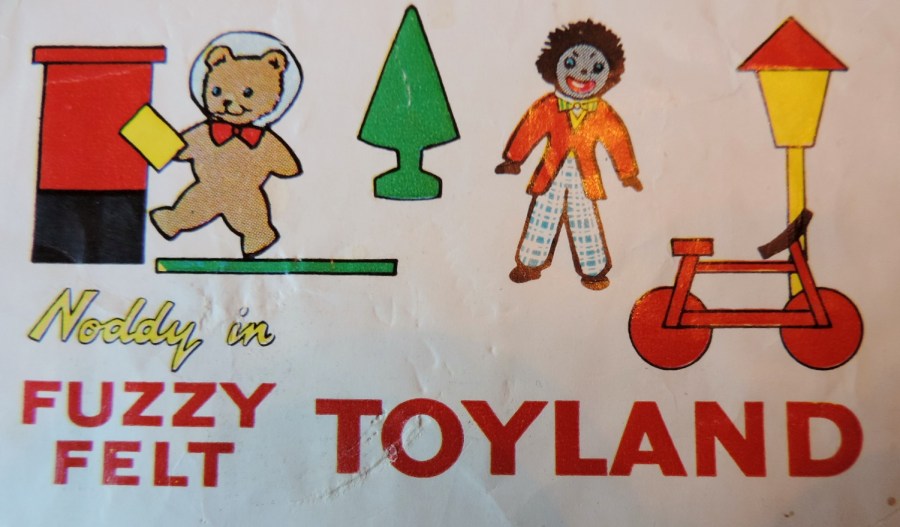 Noddy in
FUZZY
FELT
TOYLAND